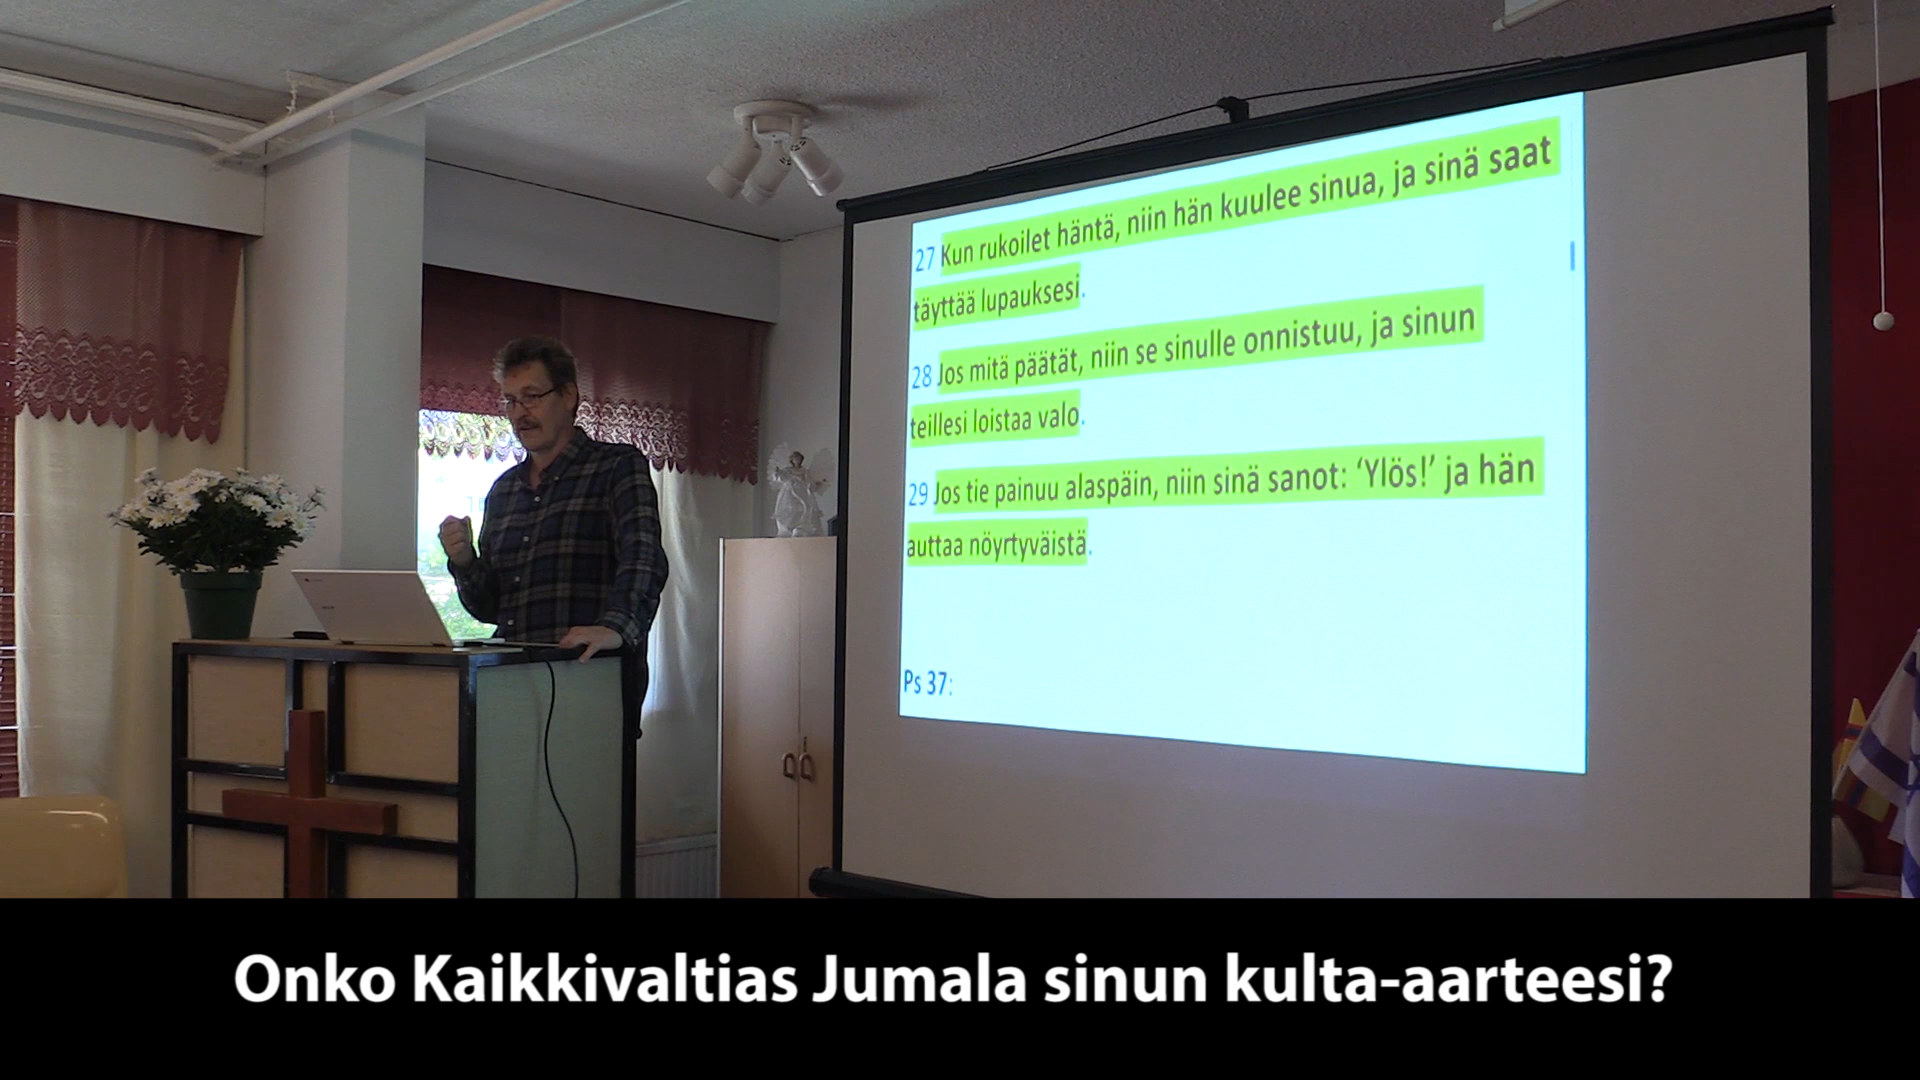 27 Kun rukoilet häntä, niin hän kuulee sinua, ja sinä saat
täyttää lupauksesi.
28 Jos mitä päätät, niin se sinulle onnistuu, ja sinun
teillesi loistaa valo.
29 Jos tie painuu alaspäin, niin sinä sanot: ‘Ylös!’ ja hän
auttaa nöyrtyväistä.
Ps 37:
Onko Kaikkivaltias Jumala sinun kulta-aarteesi?